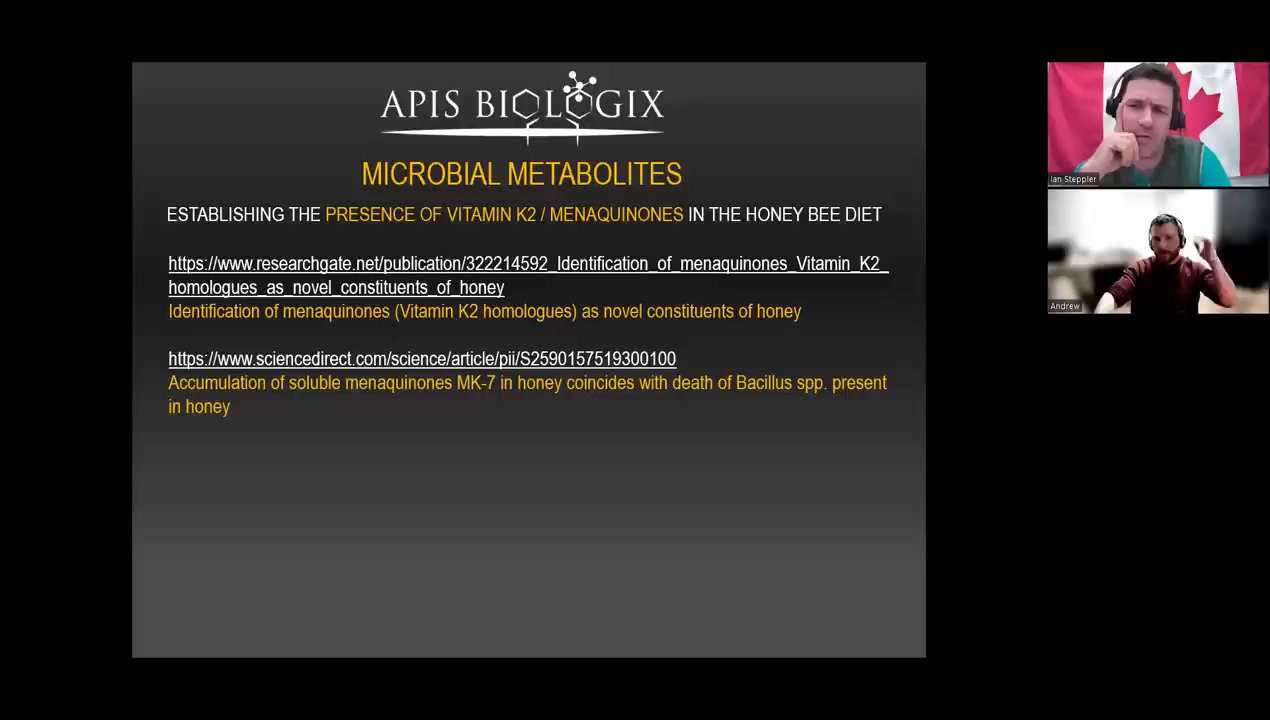 APIS BIOLOGIX
MICROBIAL METABOLITES
ESTABLISHING THE PRESENCE OF VITAMIN K2 / MENAQUINONES IN THE HONEY BEE DIET
https://www.researchgate.net/publication/322214592_Identification_of_menaquinones_Vitamin_K2_
homologues_as_novel_constituents_of_honey
Identification of menaquinones (Vitamin K2 homologues) as novel constituents of honey
https://www.sciencedirect.com/science/article/pii/S2590157519300100
Accumulation of soluble menaquinones MK-7 in honey coincides with death of Bacillus spp. present
in honey
Ian Steppler
Andrew